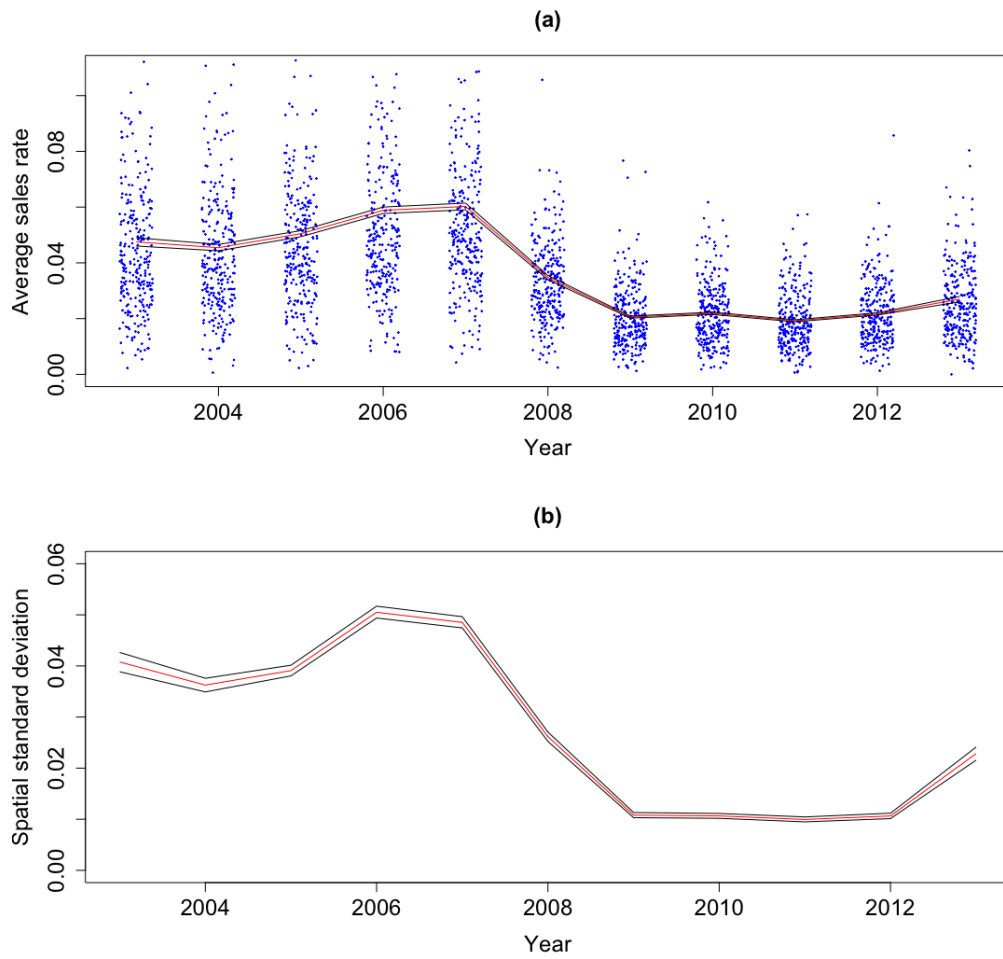 (a)
Average sales rate
0.08
0.04
0.00
2004 2006 2008 2010 2012
Year
(b)
Spatial standard deviation
0.06
0.04
0.02
0.00
2004 2006 2008 2010 2012
Year